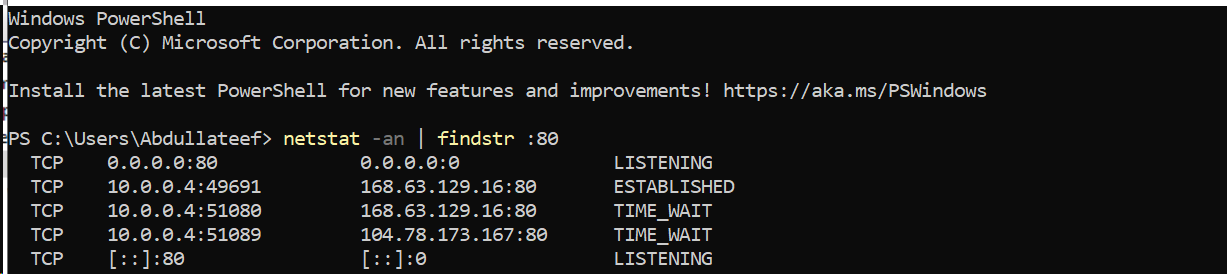 Windows PowerShell
Copyright (C) Microsoft Corporation. All rights reserved.
Install the latest PowerShell for new features and improvements! https://aka.ms/PSWindows
PS C:\Users\Abdullateef> netstat -an | findstr :80
TCP 0.0.0.0:80 0.0.0.0:0 LISTENING
TCP 10.0.0.4:49691 168.63.129.16:80 ESTABLISHED
TCP 10.0.0.4:51080 168.63.129.16:80 TIME_WAIT
TCP 10.0.0.4:51089 104.78.173.167:80 TIME_WAIT
TCP [::]:80 [::]:0 LISTENING